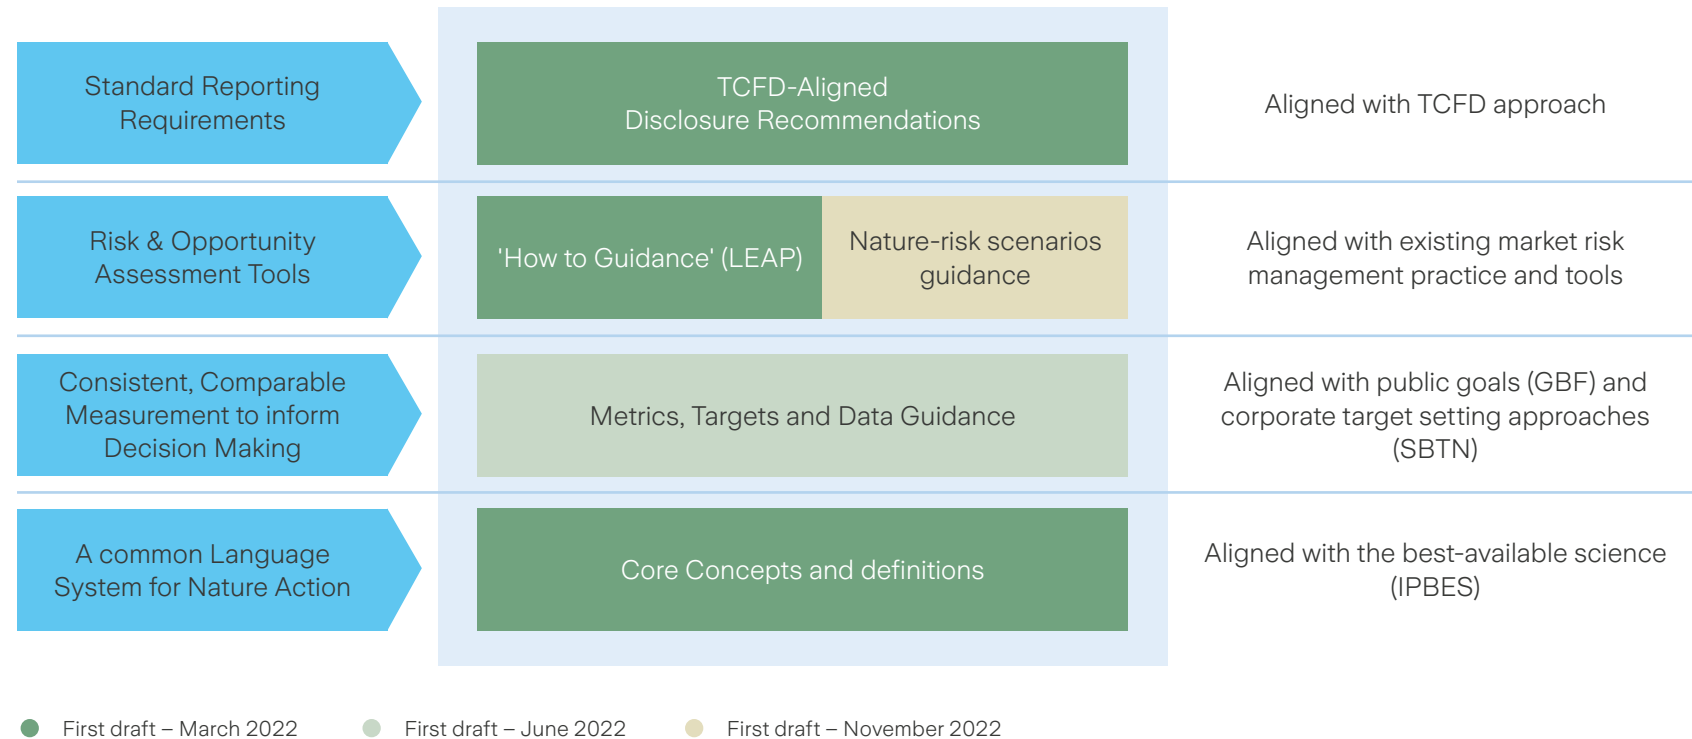 Standard Reporting
Requirements
TCFD-Aligned
Disclosure Recommendations
Aligned with TCFD approach
Risk & Opportunity
Assessment Tools
'How to Guidance' (LEAP)
Nature-risk scenarios
guidance
Aligned with existing market risk
management practice and tools
Consistent, Comparable
Measurement to inform
Decision Making
Metrics, Targets and Data Guidance
Aligned with public goals (GBF) and
corporate target setting approaches
(SBTN)
A common Language
System for Nature Action
Core Concepts and definitions
Aligned with the best-available science
(IPBES)
First draft – March 2022
First draft – June 2022
First draft – November 2022